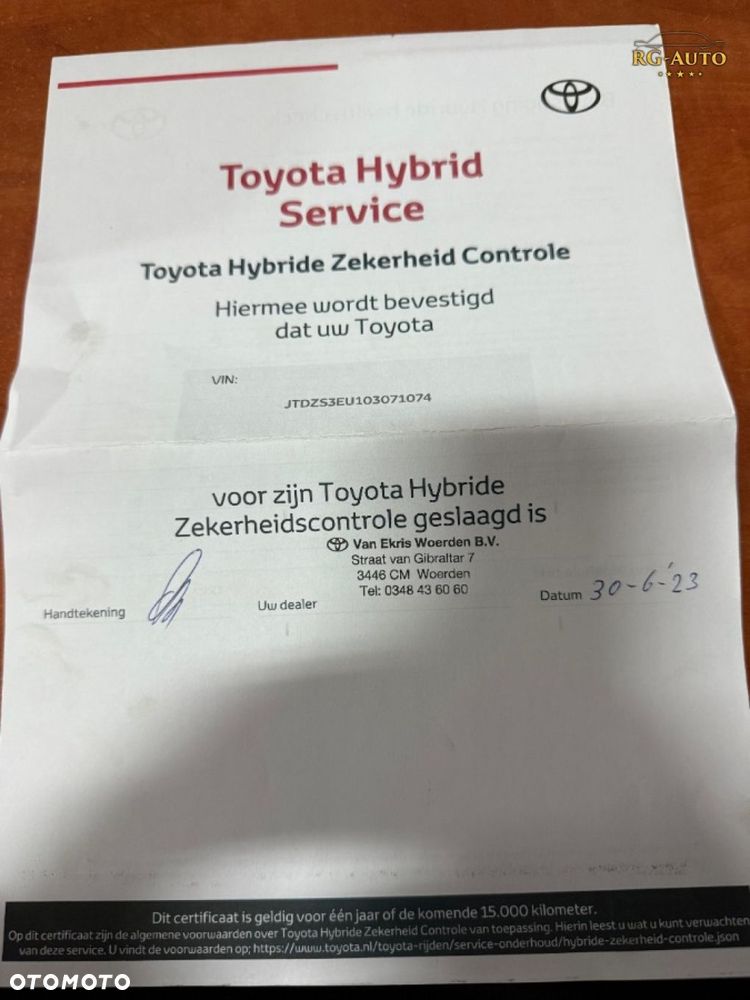 RG-AUTO
Toyota Hybrid
Service
Toyota Hybride Zekerheid Controle
Hiermee wordt bevestigd
dat uw Toyota
VIN:
JTDZS3EU103071074
voor zijn Toyota Hybride
Zekerheidscontrole geslaagd is
Van Ekris Woerden B.V.
Straat van Gibraltar 7
3446 CM Woerden
Tel: 0348 43 60 60
Handtekening
Uw dealer
Datum 30-6-'23
Dit certificaat is geldig voor één jaar of de komende 15.000 kilometer.
Op dit certificaat zijn de algemene voorwaarden over Toyota Hybride Zekerheid Controle van toepassing. Hierin leest u wat u kunt verwachten
van deze service. U vindt de voorwaarden op; https://www.toyota.nl/toyota-rijden/service-onderhoud/hybride-zekerheid-controle.json
OTOMOTO